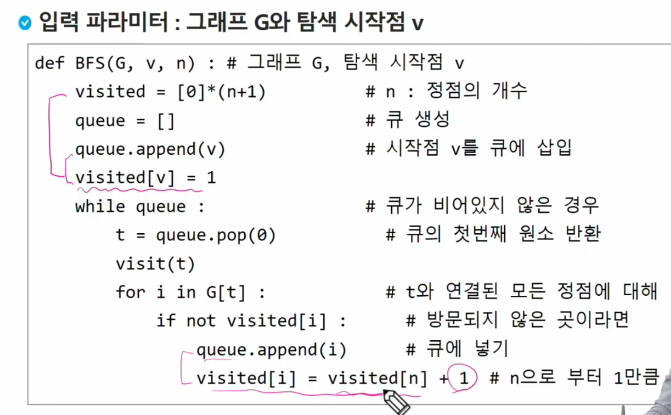 입력 파라미터 : 그래프 G와 탐색 시작점 v
def BFS(G, v, n) : # 그래프 G, 탐색 시작점 v
    visited = [0]*(n+1) # n : 정점의 개수
    queue = [] # 큐 생성
    queue.append(v) # 시작점 v를 큐에 삽입
    visited[v] = 1
    while queue : # 큐가 비어있지 않은 경우
        t = queue.pop(0) # 큐의 첫번째 원소 반환
        visit(t)
        for i in G[t] : # t와 연결된 모든 정점에 대해
            if not visited[i] : # 방문되지 않은 곳이라면
                queue.append(i) # 큐에 넣기
                visited[i] = visited[n] + 1 # n으로 부터 1만큼